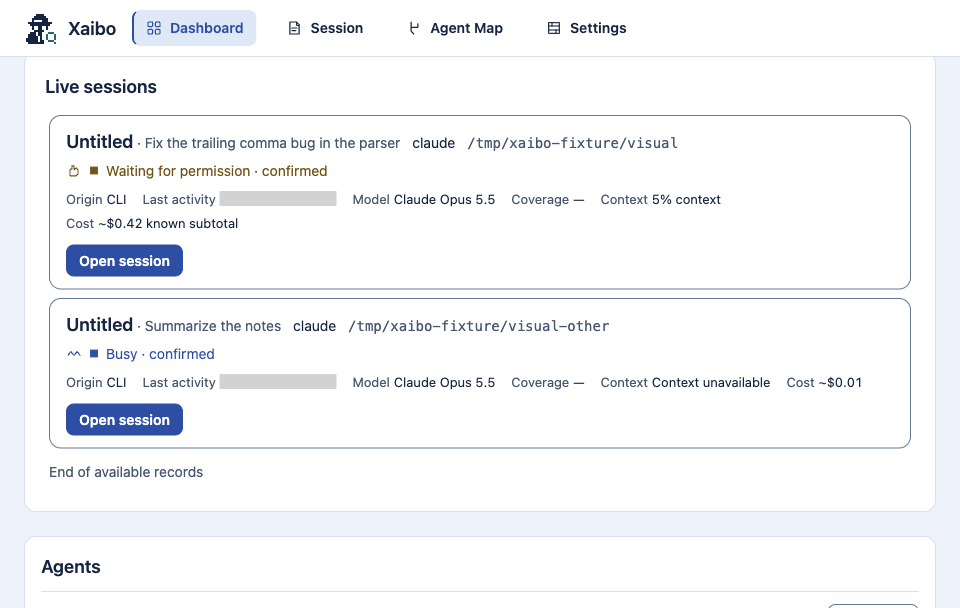 Xaibo Dashboard Session Agent Map Settings
Live sessions
Untitled · Fix the trailing comma bug in the parser claude /tmp/xaibo-fixture/visual
Waiting for permission · confirmed
Origin CLI Last activity Model Claude Opus 5.5 Coverage — Context 5% context
Cost ~$0.42 known subtotal
Open session
Untitled · Summarize the notes claude /tmp/xaibo-fixture/visual-other
Busy · confirmed
Origin CLI Last activity Model Claude Opus 5.5 Coverage — Context Context unavailable Cost ~$0.01
Open session
End of available records
Agents